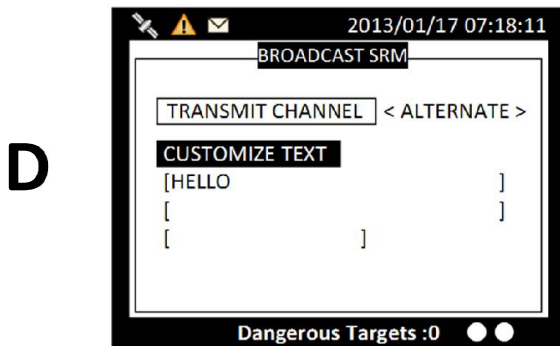 2013/01/17 07:18:11
BROADCAST SRM
TRANSMIT CHANNEL < ALTERNATE >
D
CUSTOMIZE TEXT
[HELLO ]
[ ]
[ ]
Dangerous Targets :0